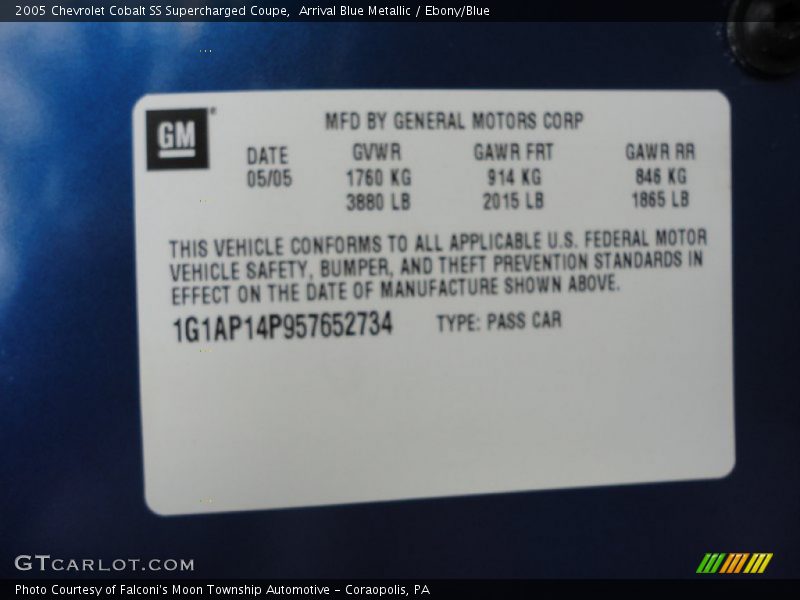 2005 Chevrolet Cobalt SS Supercharged Coupe,  Arrival Blue Metallic / Ebony/Blue
GM
MFD BY GENERAL MOTORS CORP
DATE GVWR GAWR FRT GAWR RR
05/05 1760 KG 914 KG 846 KG
3880 LB 2015 LB 1865 LB
THIS VEHICLE CONFORMS TO ALL APPLICABLE U.S. FEDERAL MOTOR
VEHICLE SAFETY, BUMPER, AND THEFT PREVENTION STANDARDS IN
EFFECT ON THE DATE OF MANUFACTURE SHOWN ABOVE.
1G1AP14P957652734 TYPE: PASS CAR
GTCARLOT.COM
Photo Courtesy of Falconi's Moon Township Automotive - Coraopolis, PA